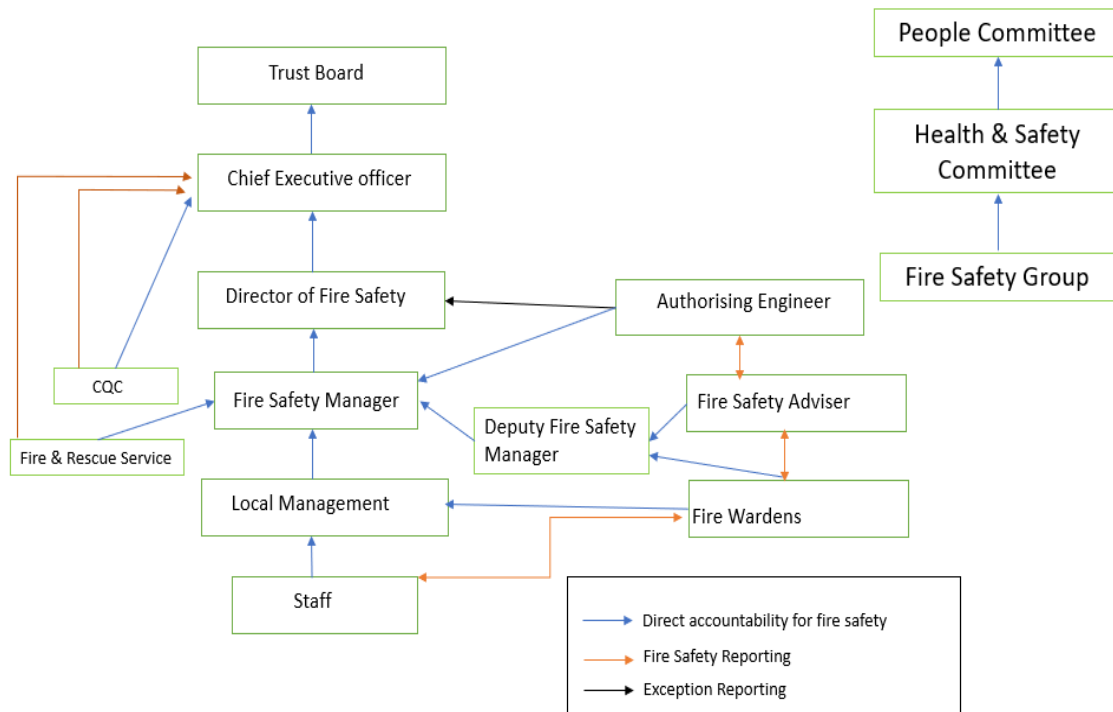 People Committee
Trust Board
Health & Safety
Committee
Chief Executive officer
Fire Safety Group
Director of Fire Safety
Authorising Engineer
CQC
Fire Safety Manager
Fire Safety Adviser
Deputy Fire Safety
Manager
Fire & Rescue Service
Local Management
Fire Wardens
Staff
Direct accountability for fire safety
Fire Safety Reporting
Exception Reporting